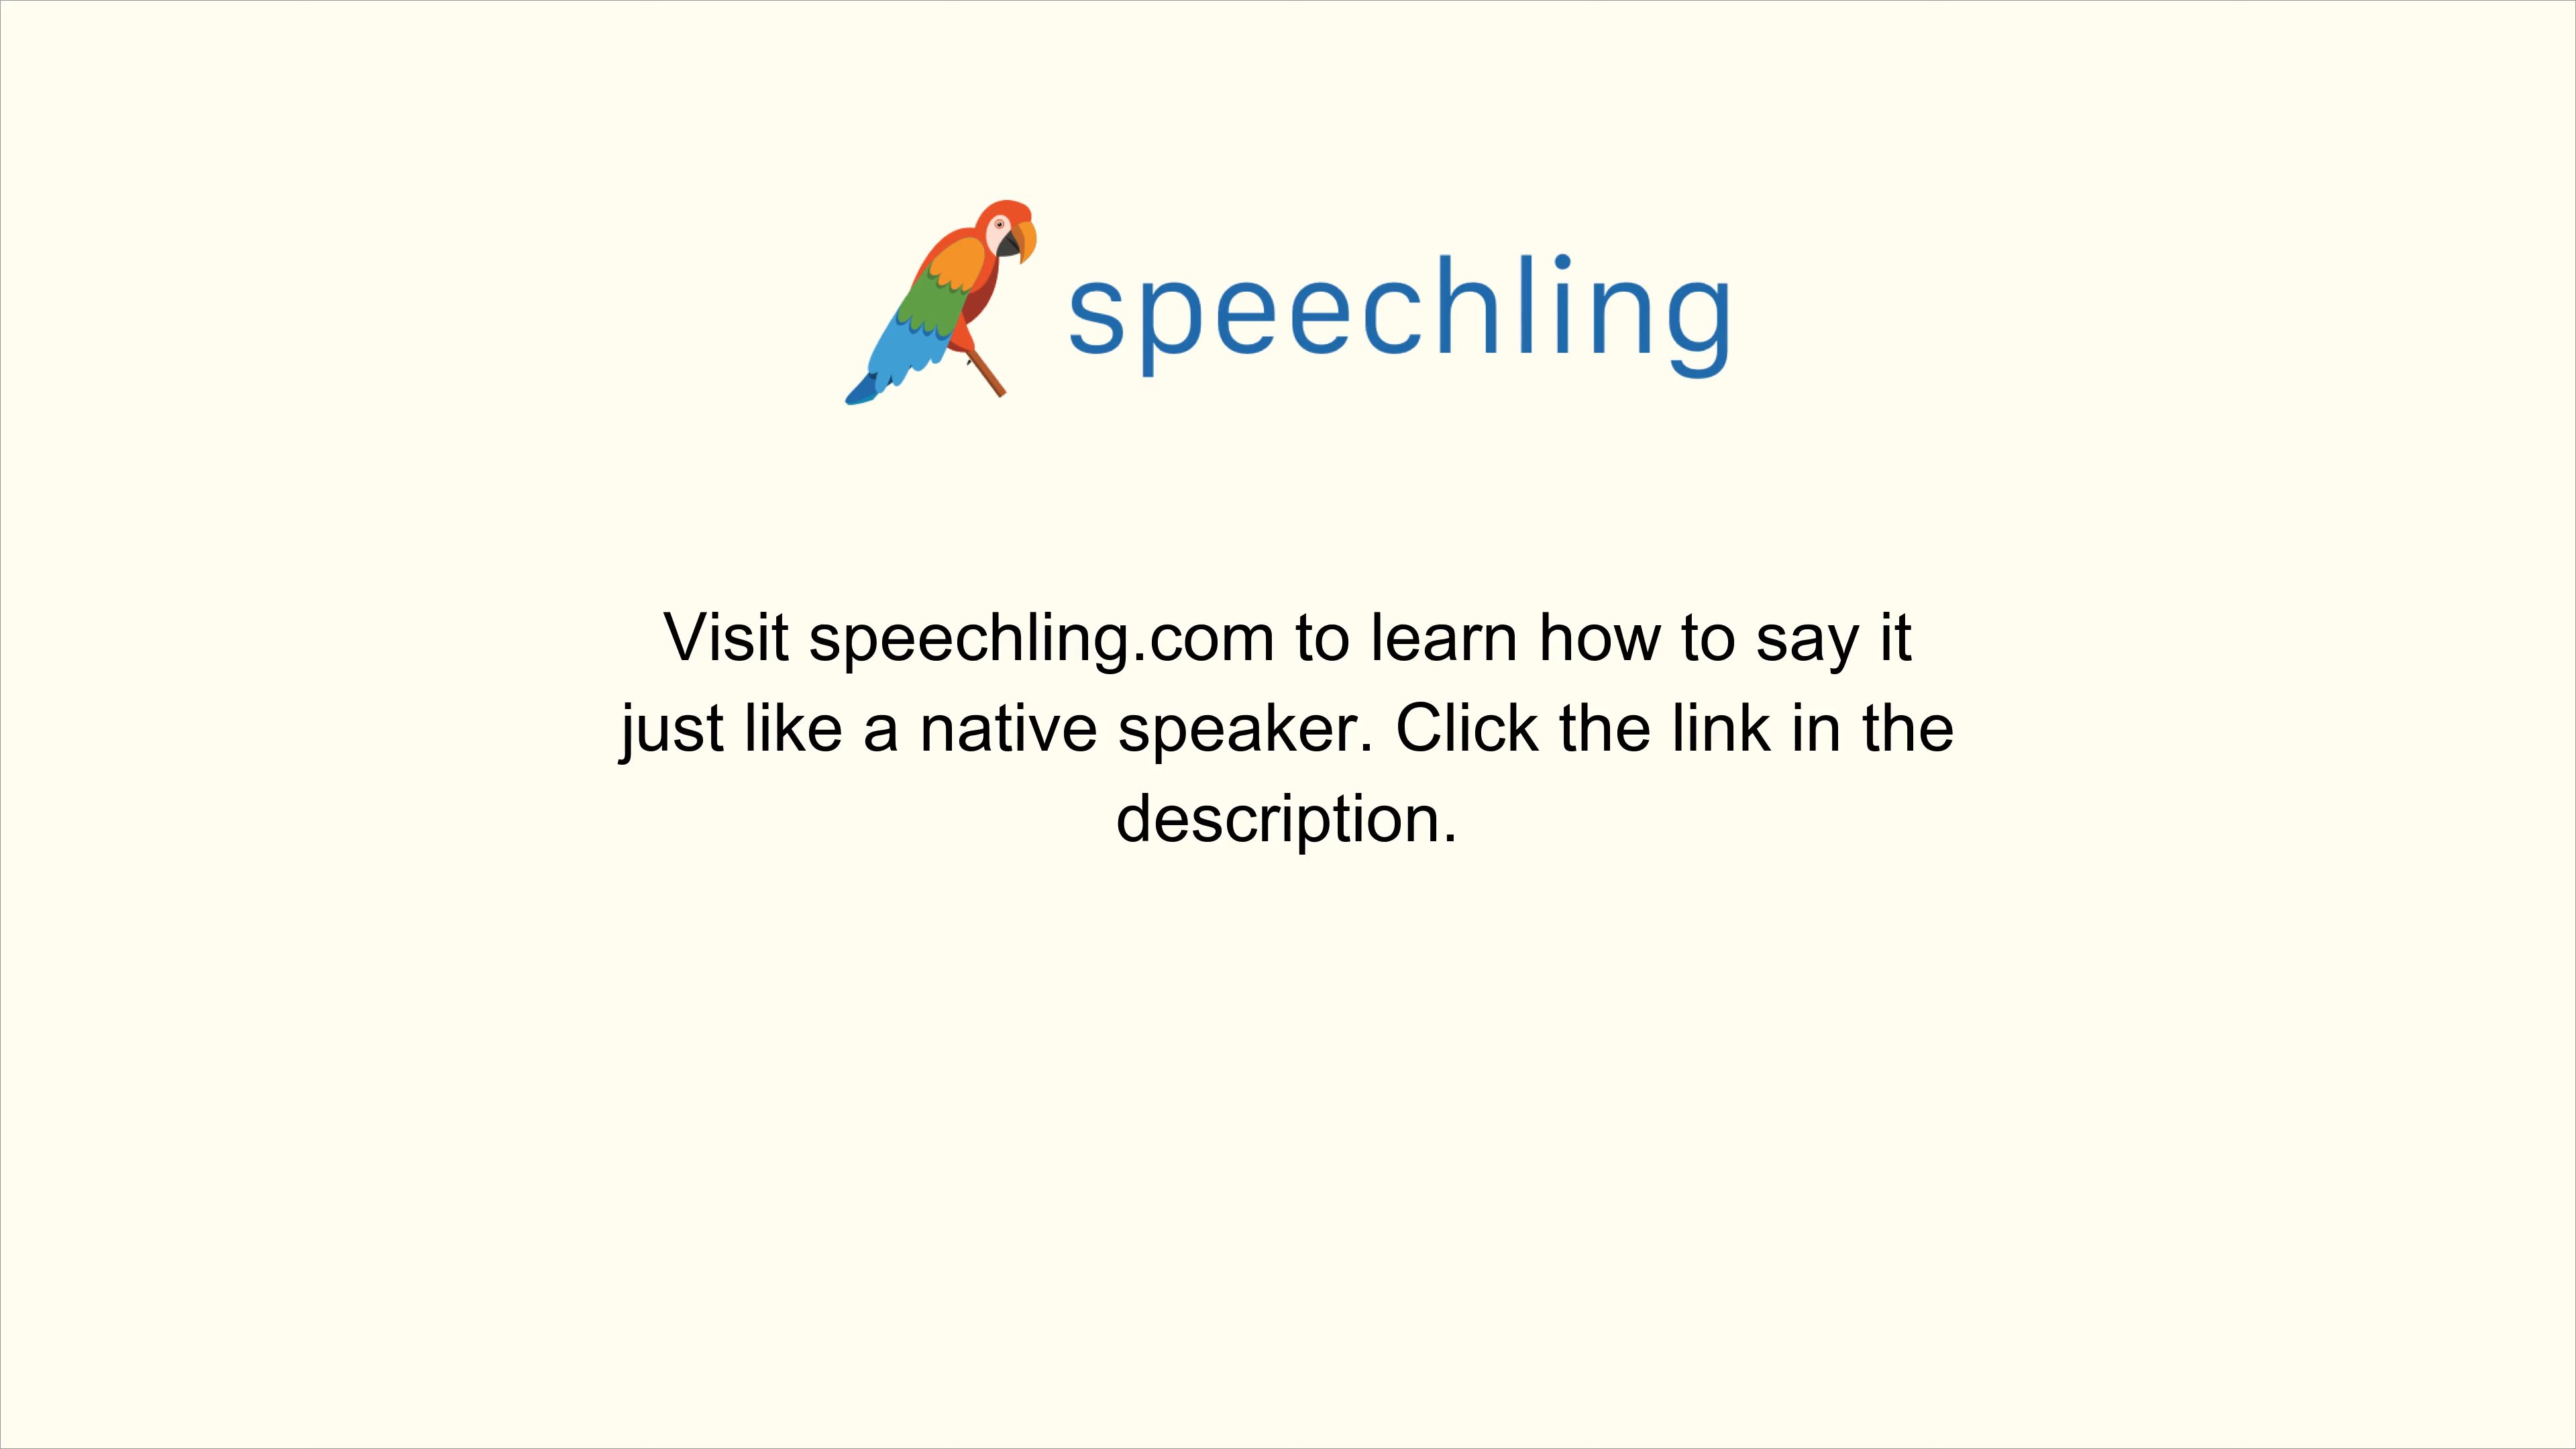 speechling
Visit speechling.com to learn how to say it
just like a native speaker. Click the link in the
description.